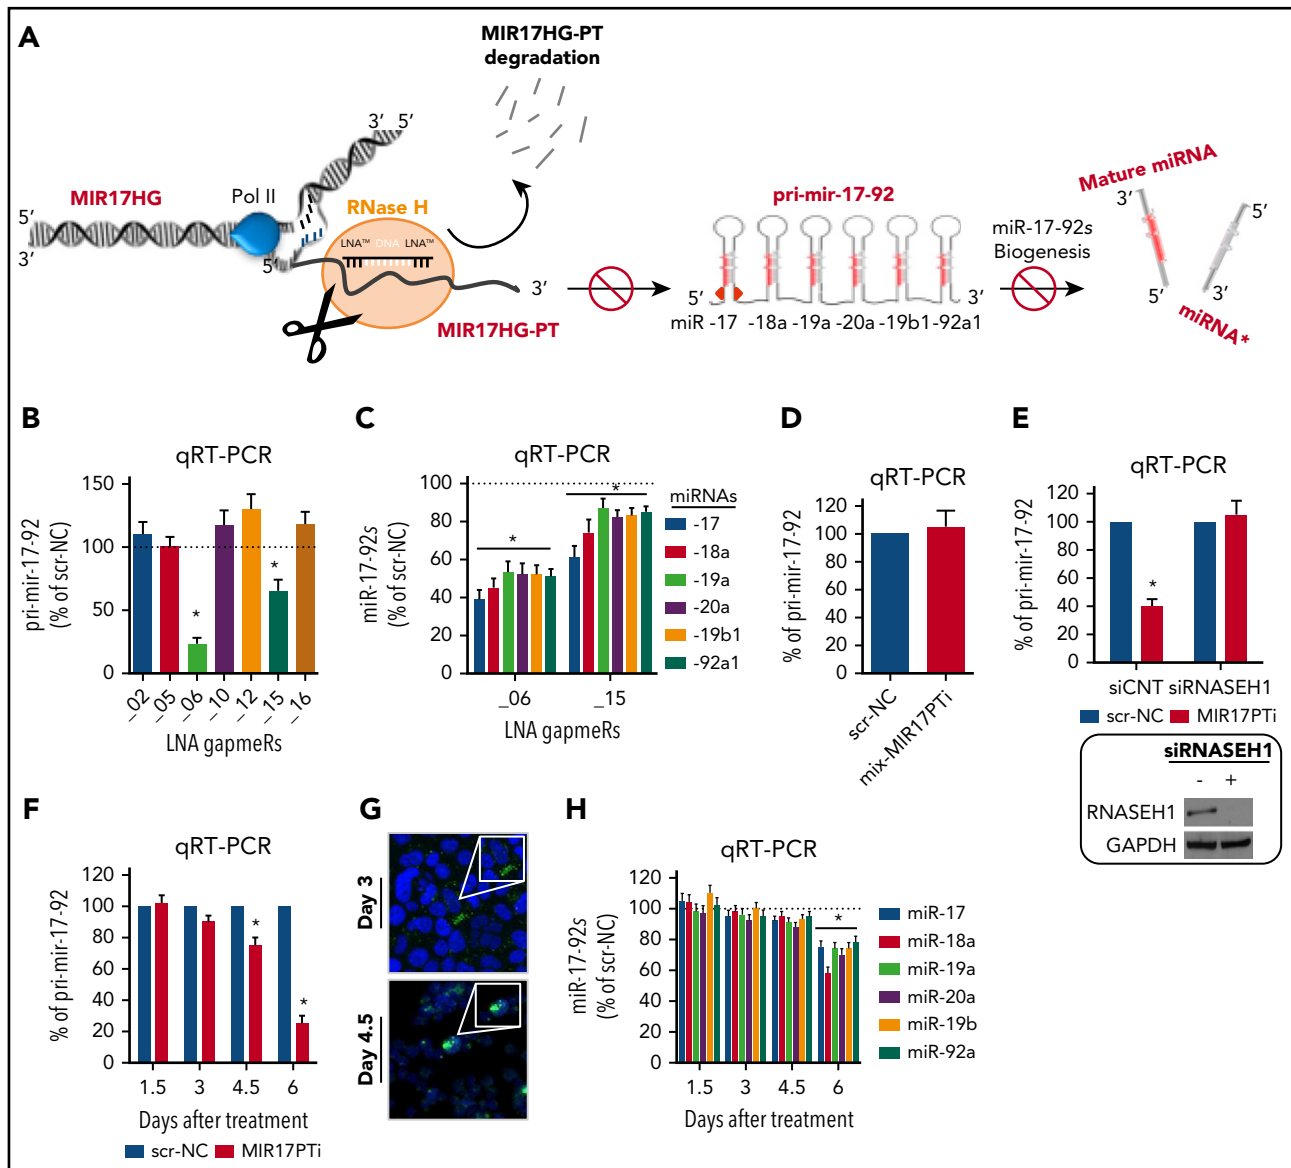 A
MIR17HG-PT
degradation
3’ 5’
MIR17HG
Pol II
RNase H
5’
3’
LNA™ DNA LNA™
5’
3’
MIR17HG-PT
pri-mir-17-92
5’
3’
miR -17 -18a -19a -20a -19b1 -92a1
miR-17-92s
Biogenesis
Mature miRNA
3’
5’
5’
3’
miRNA*
B
qRT-PCR
pri-mir-17-92
(% of scr-NC)
150
100
50
0
*
*
_02 _05 _06 _10 _12 _15 _16
LNA gapmeRs
C
qRT-PCR
miR-17-92s
(% of scr-NC)
100
80
60
40
20
0
*
*
_06 _15
LNA gapmeRs
miRNAs
-17
-18a
-19a
-20a
-19b1
-92a1
D
qRT-PCR
% of pri-mir-17-92
120
100
80
60
40
20
0
scr-NC
mix-MIR17PTi
E
qRT-PCR
% of pri-mir-17-92
120
100
80
60
40
20
0
*
siCNT siRNASEH1
scr-NC MIR17PTi
siRNASEH1
- +
RNASEH1
GAPDH
F
qRT-PCR
% of pri-mir-17-92
120
100
80
60
40
20
0
*
*
1.5 3 4.5 6
Days after treatment
scr-NC MIR17PTi
G
Day 3
Day 4.5
H
qRT-PCR
miR-17-92s
(% of scr-NC)
120
100
80
60
40
20
0
*
1.5 3 4.5 6
Days after treatment
miR-17
miR-18a
miR-19a
miR-20a
miR-19b
miR-92a